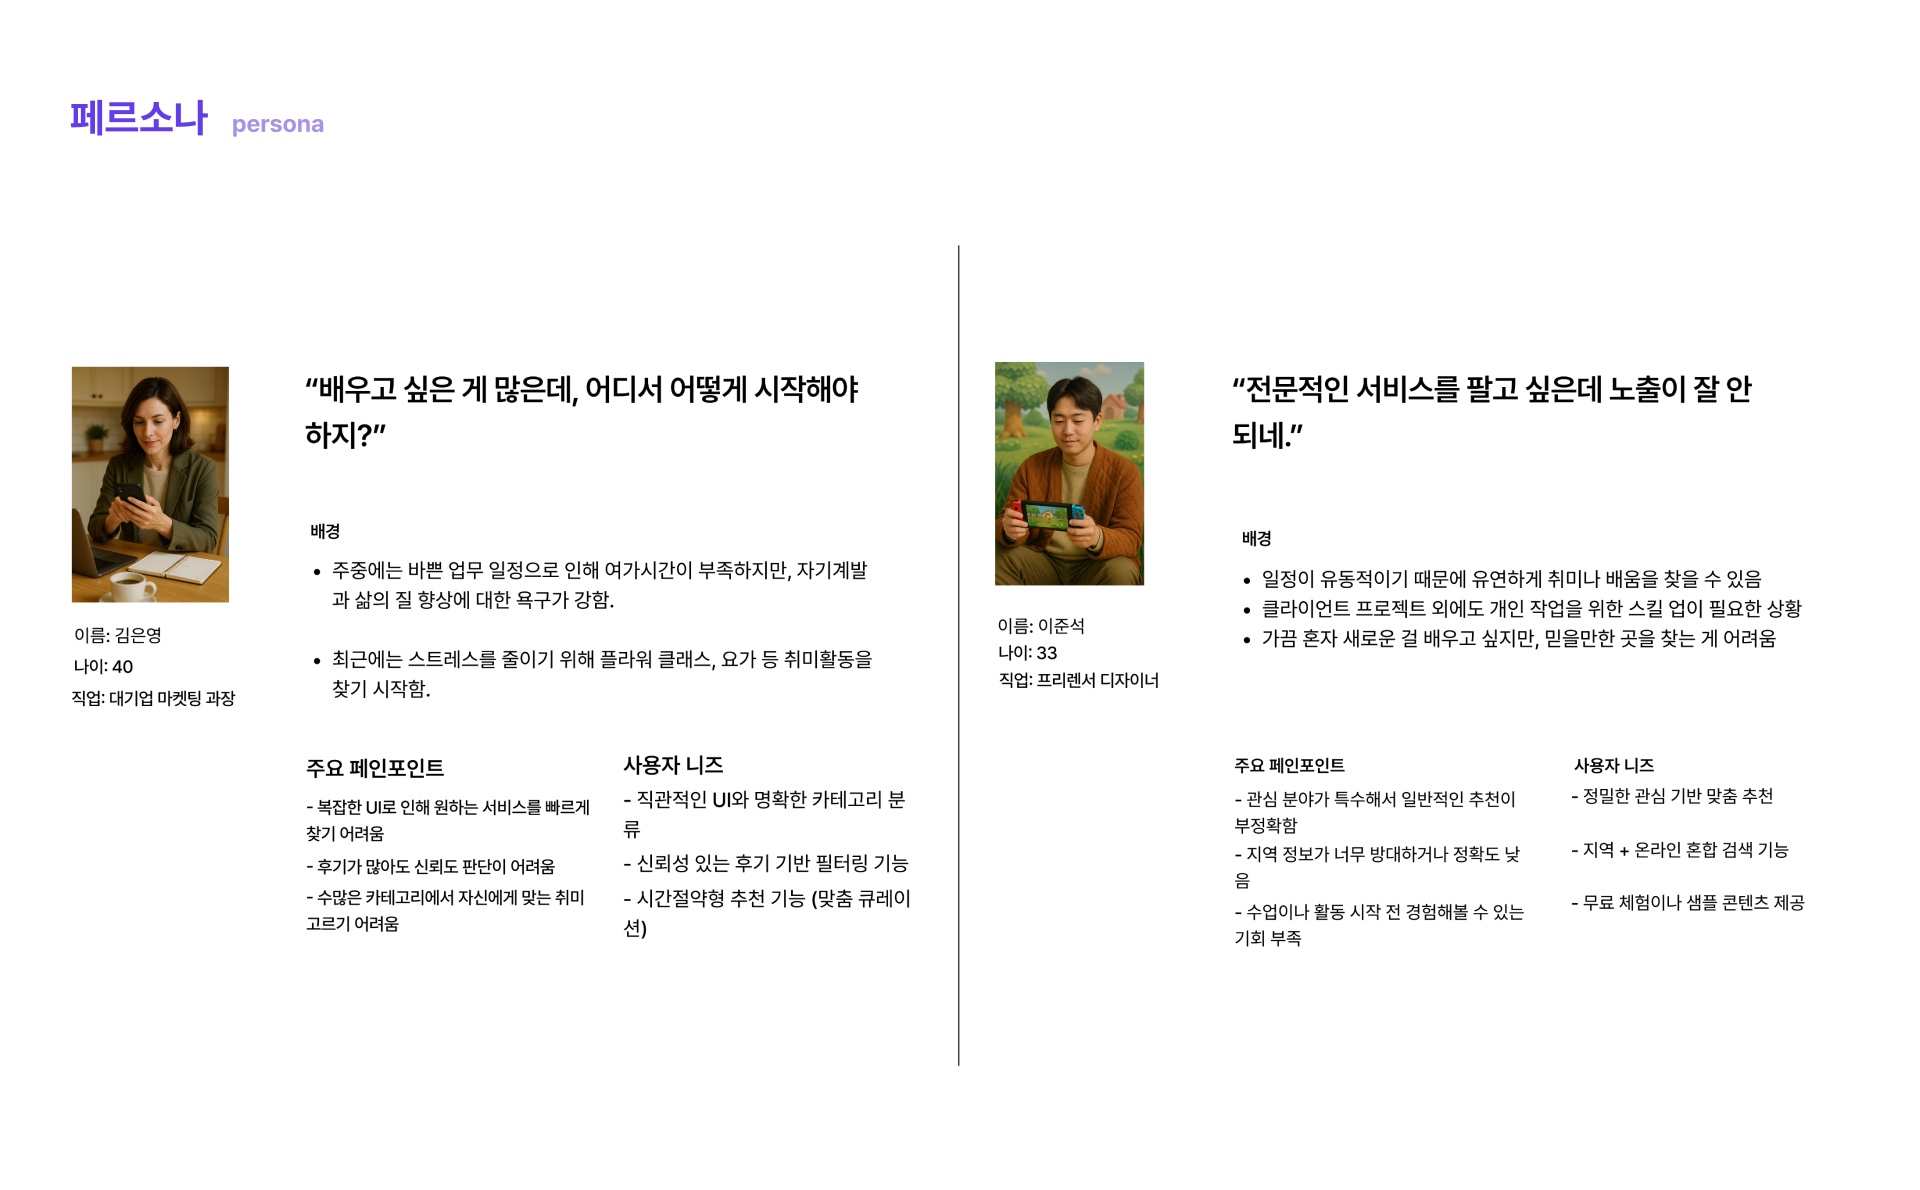 페르소나 persona
“배우고 싶은 게 많은데, 어디서 어떻게 시작해야
하지?”
배경
• 주중에는 바쁜 업무 일정으로 인해 여가시간이 부족하지만, 자기계발
과 삶의 질 향상에 대한 욕구가 강함.
• 최근에는 스트레스를 줄이기 위해 플라워 클래스, 요가 등 취미활동을
찾기 시작함.
이름: 김은영
나이: 40
직업: 대기업 마켓팅 과장
주요 페인포인트
- 복잡한 UI로 인해 원하는 서비스를 빠르게
찾기 어려움
- 후기가 많아도 신뢰도 판단이 어려움
- 수많은 카테고리에서 자신에게 맞는 취미
고르기 어려움
사용자 니즈
- 직관적인 UI와 명확한 카테고리 분
류
- 신뢰성 있는 후기 기반 필터링 기능
- 시간절약형 추천 기능 (맞춤 큐레이
션)
“전문적인 서비스를 팔고 싶은데 노출이 잘 안
되네.”
배경
• 일정이 유동적이기 때문에 유연하게 취미나 배움을 찾을 수 있음
• 클라이언트 프로젝트 외에도 개인 작업을 위한 스킬 업이 필요한 상황
• 가끔 혼자 새로운 걸 배우고 싶지만, 믿을만한 곳을 찾는 게 어려움
이름: 이준석
나이: 33
직업: 프리렌서 디자이너
주요 페인포인트
- 관심 분야가 특수해서 일반적인 추천이
부정확함
- 지역 정보가 너무 방대하거나 정확도 낮
음
- 수업이나 활동 시작 전 경험해볼 수 있는
기회 부족
사용자 니즈
- 정밀한 관심 기반 맞춤 추천
- 지역 + 온라인 혼합 검색 기능
- 무료 체험이나 샘플 콘텐츠 제공